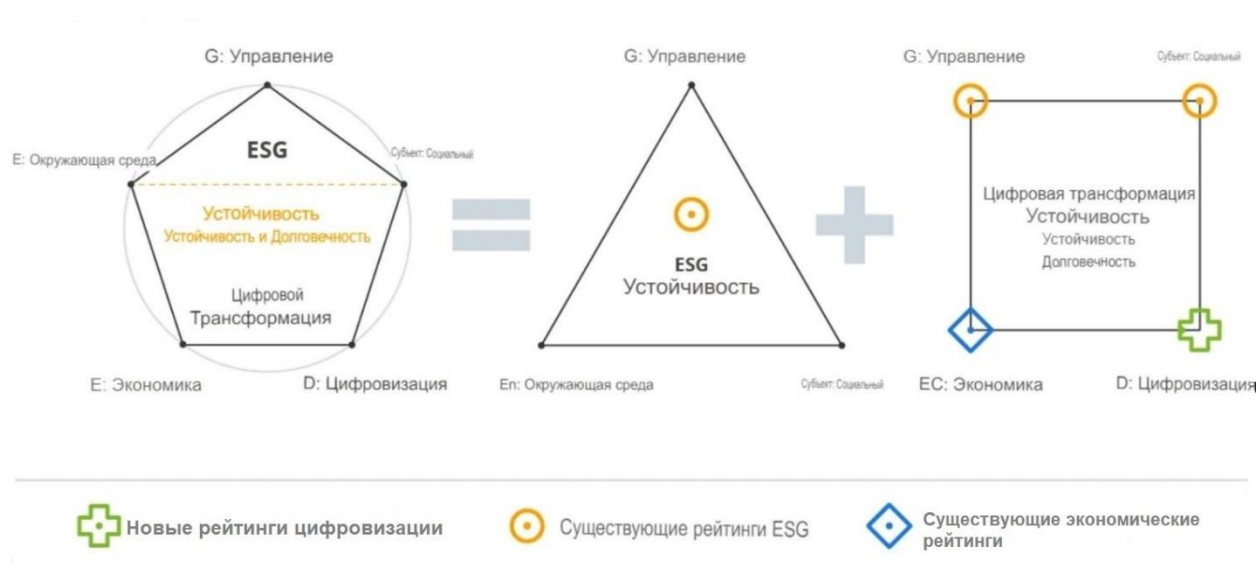 G: Управление
G: Управление
G: Управление
Субъект: Социальный
ESG
E: Окружающая среда
Субъект: Социальный
Устойчивость
Устойчивость и Долговечность
Цифровой
Трансформация
E: Экономика
D: Цифровизация
ESG
Устойчивость
En: Окружающая среда
Субъект: Социальный
Цифровая трансформация
Устойчивость
Устойчивость
Долговечность
EC: Экономика
D: Цифровизация
Новые рейтинги цифровизации
Существующие рейтинги ESG
Существующие экономические
рейтинги